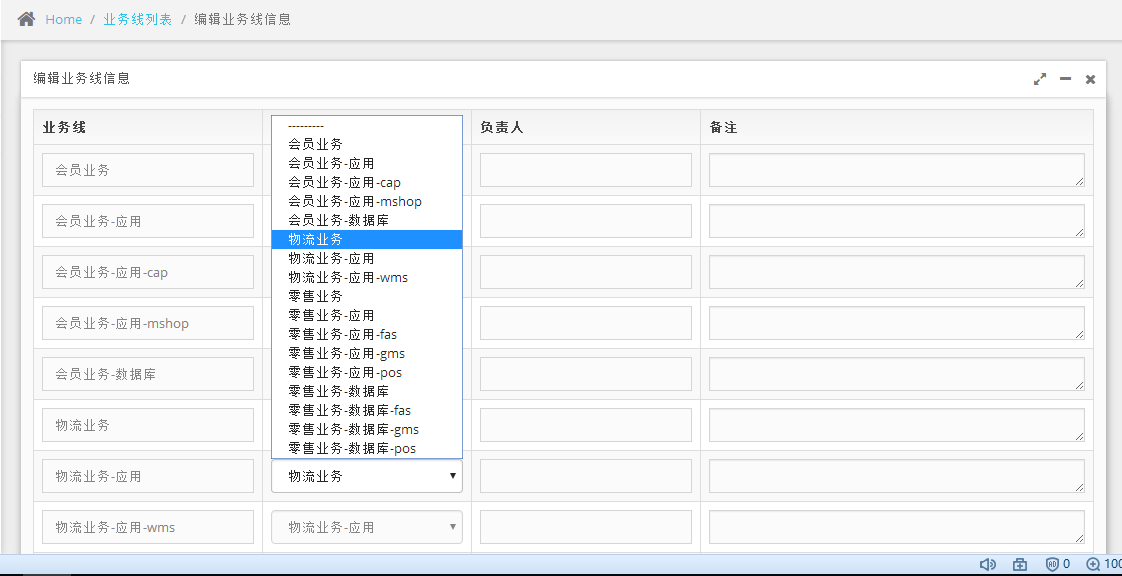 Home / 业务线列表 / 编辑业务线信息
编辑业务线信息
业务线
负责人
备注
---------
会员业务
会员业务-应用
会员业务-应用-cap
会员业务-应用-mshop
会员业务-数据库
物流业务
物流业务-应用
物流业务-应用-wms
零售业务
零售业务-应用
零售业务-应用-fas
零售业务-应用-gms
零售业务-应用-pos
零售业务-数据库
零售业务-数据库-fas
零售业务-数据库-gms
零售业务-数据库-pos
会员业务
会员业务-应用
会员业务-应用-cap
会员业务-应用-mshop
会员业务-数据库
物流业务
物流业务-应用
物流业务
物流业务-应用-wms
物流业务-应用
0
100